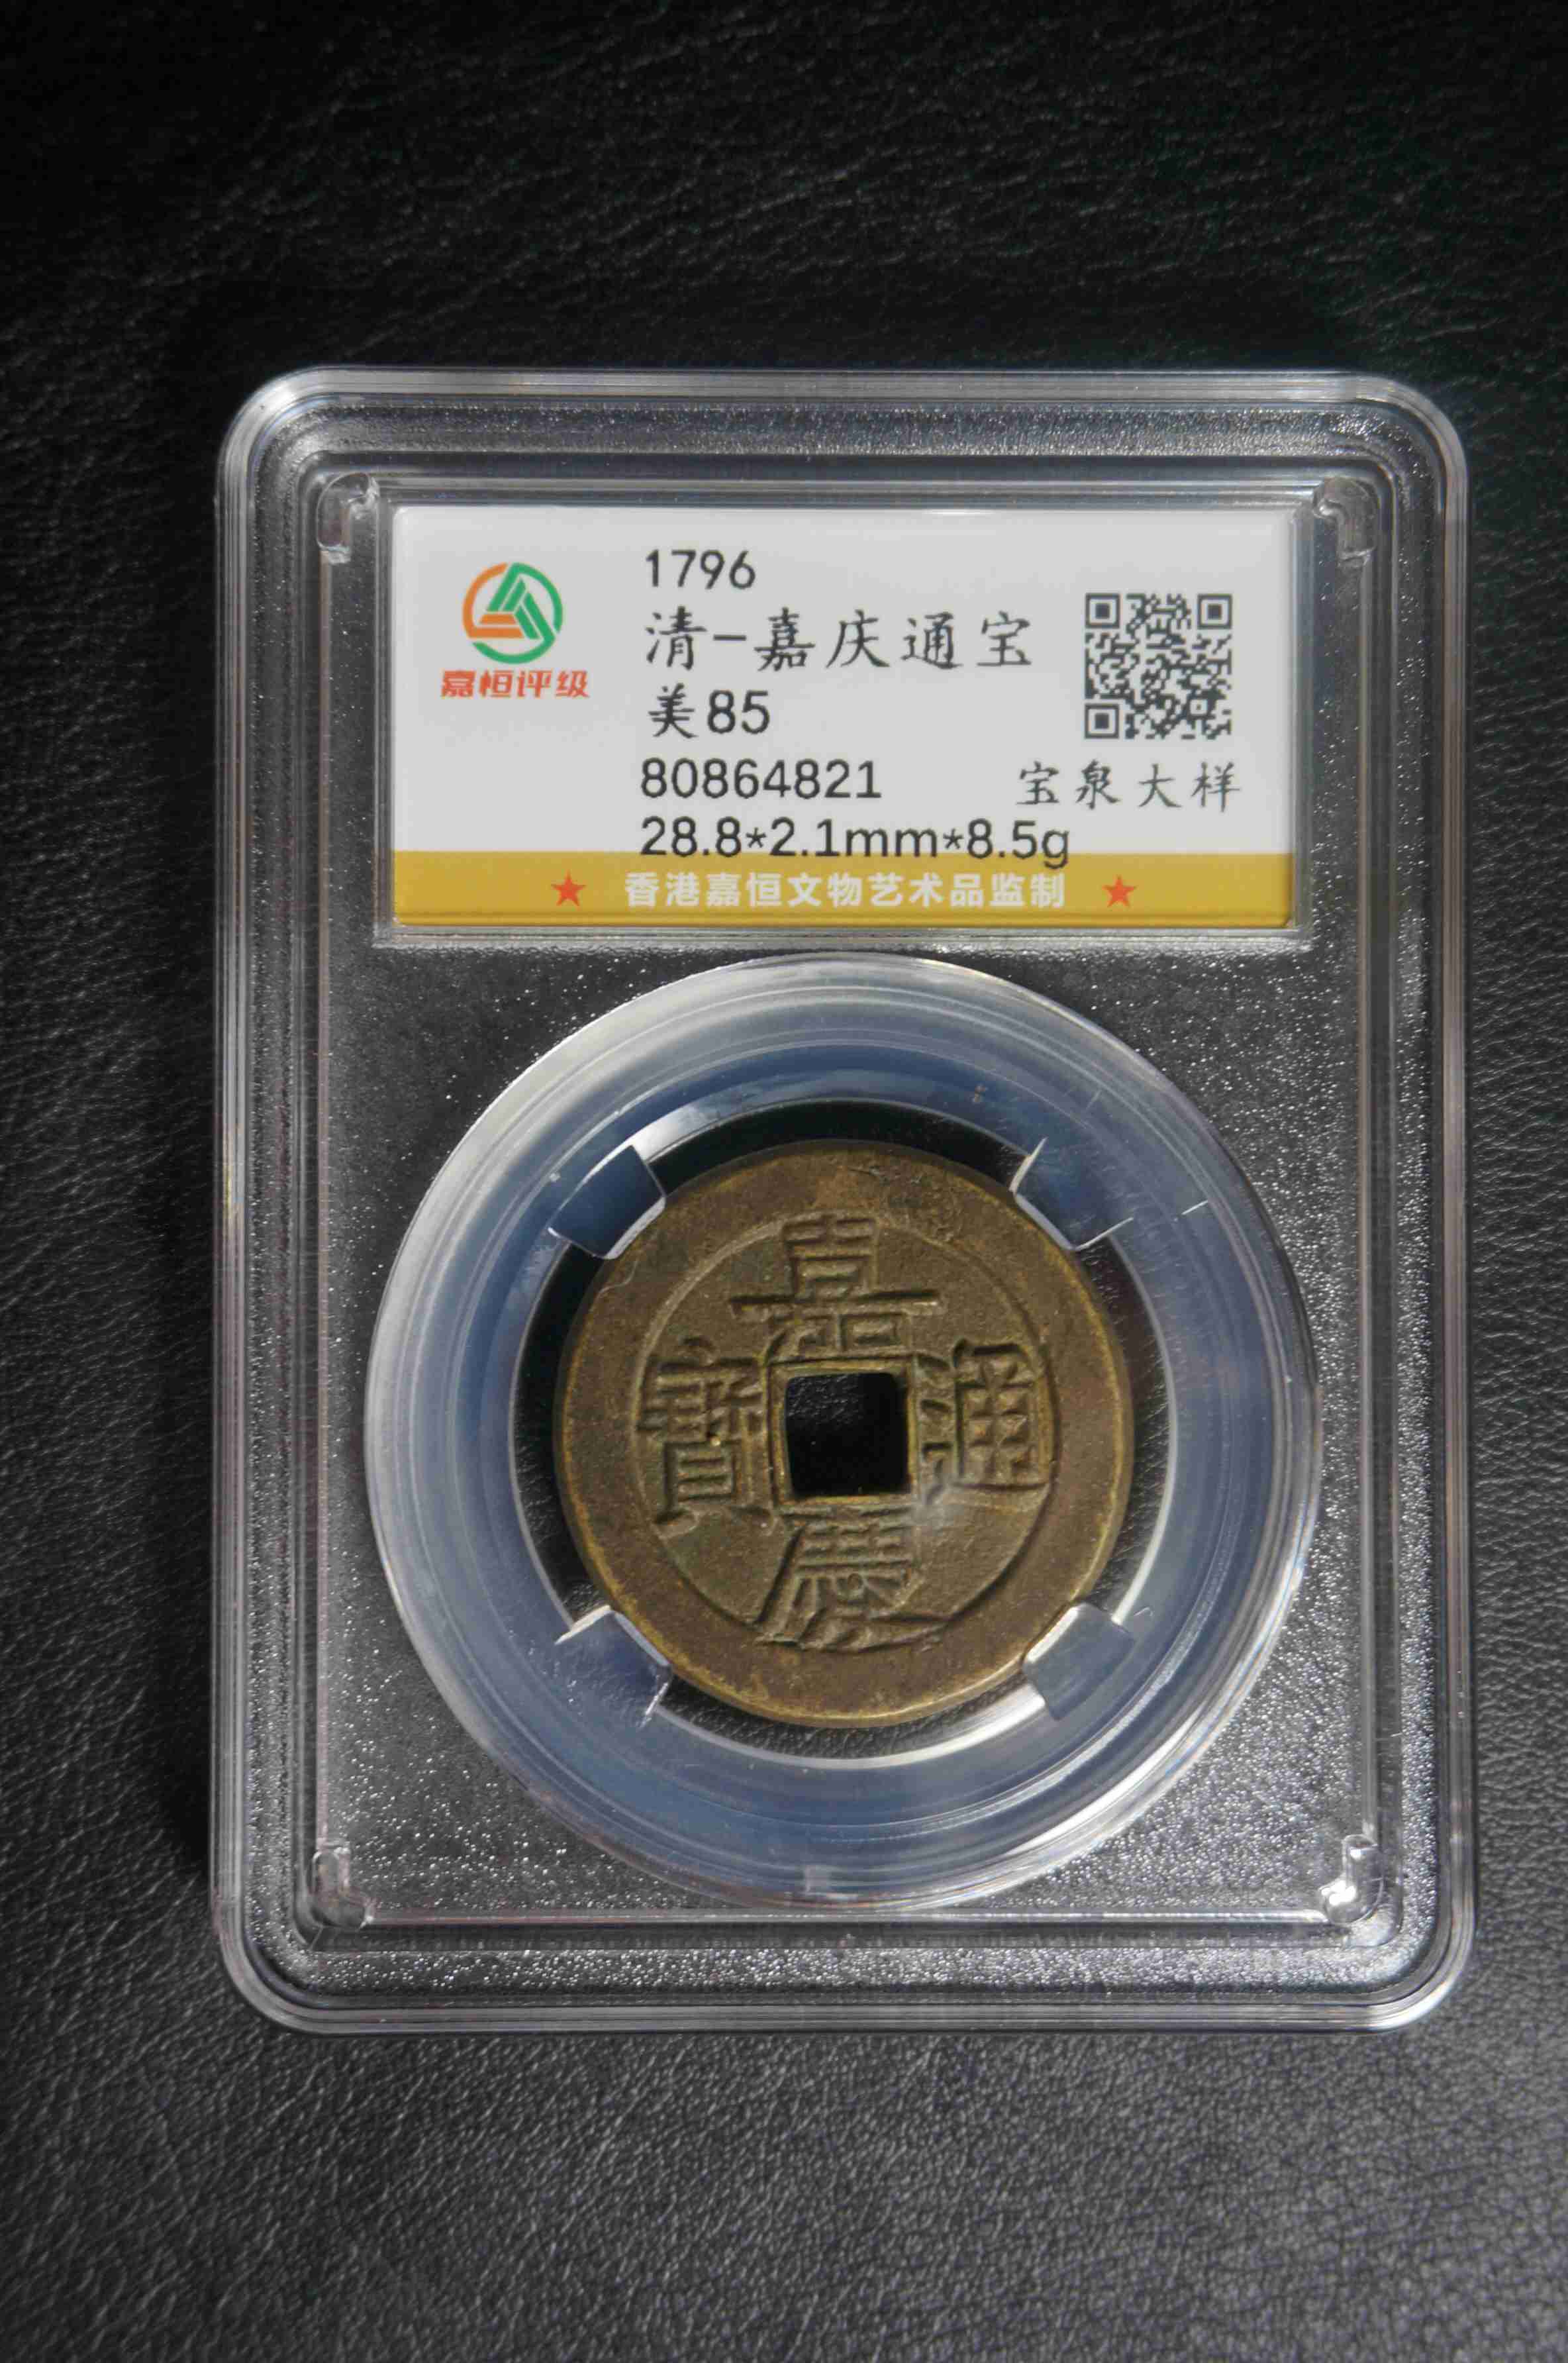 嘉恒评级
1796
清-嘉庆通宝
美85
80864821
宝泉大样
28.8*2.1mm*8.5g
★ 香港嘉恒文物艺术品监制 ★
嘉
寶 通
慶